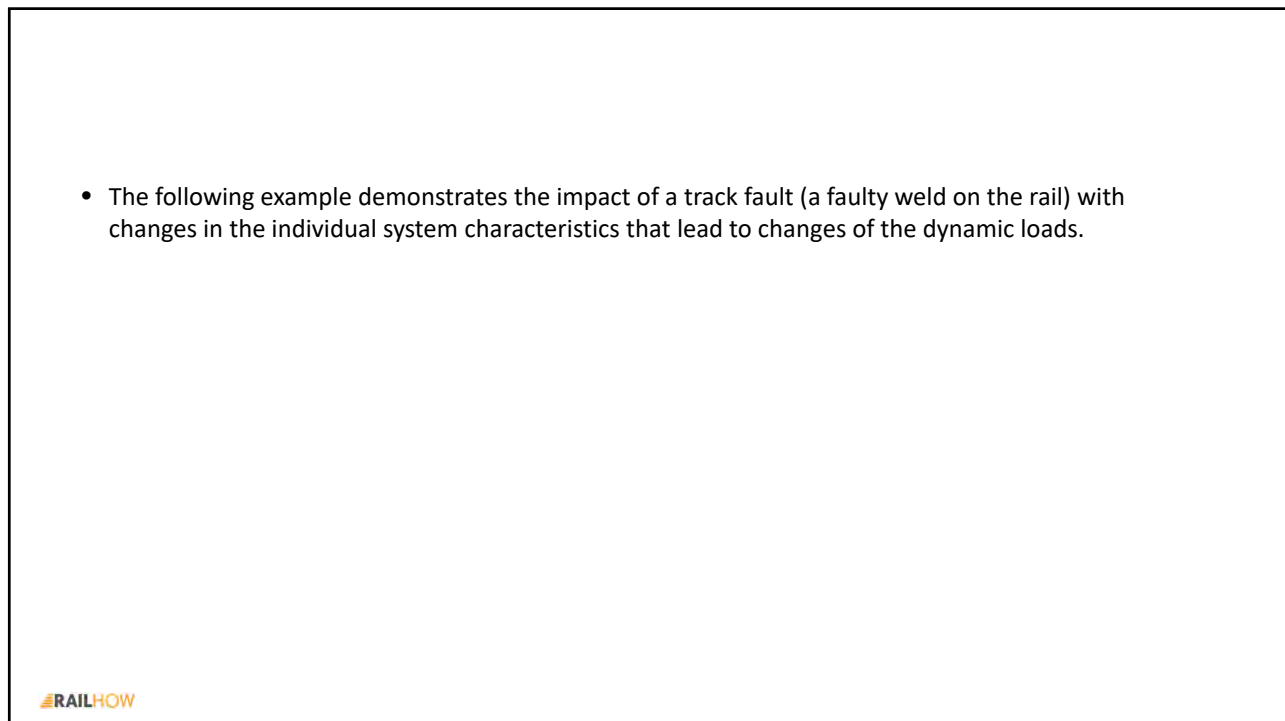 • The following example demonstrates the impact of a track fault (a faulty weld on the rail) with
changes in the individual system characteristics that lead to changes of the dynamic loads.
RAILHOW